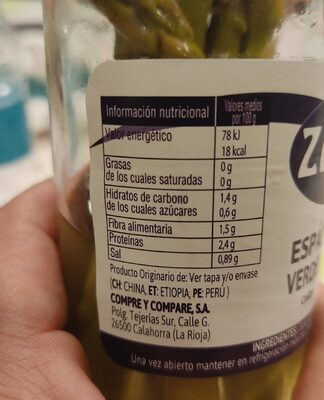 Información nutricional
Valores medios
por 100 g
Valor energético
78 kJ
18 kcal
Grasas
0 g
de los cuales saturadas
0 g
Hidratos de carbono
1,4 g
de los cuales azúcares
0,6 g
Fibra alimentaria
1,5 g
Proteínas
2,4 g
Sal
0,89 g
Producto Originario de: Ver tapa y/o envase
(CH: CHINA, ET: ETIOPIA, PE: PERU)
COMPRE Y COMPARE, S.A.
Polg. Tejerías Sur, Calle G.
26500 Calahorra (La Rioja)
ESPA
VERD
INGREDIENTES:
Una vez abierto mantener en refrigeración